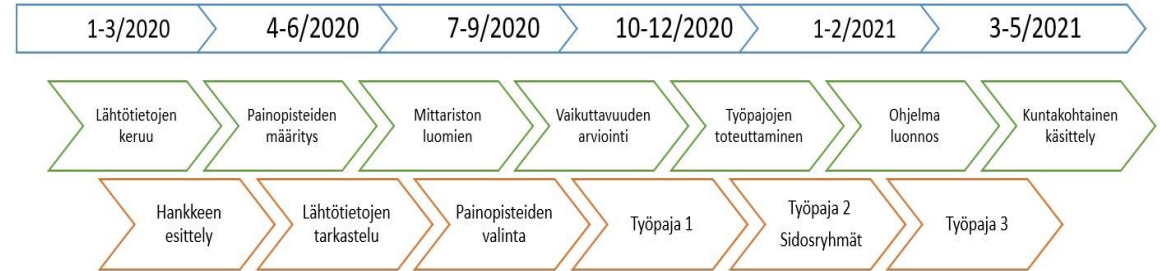 1-3/2020 4-6/2020 7-9/2020 10-12/2020 1-2/2021 3-5/2021
Lähtötietojen
keruu
Painopisteiden
määritys
Mittariston
luomien
Vaikuttavuuden
arviointi
Työpajojen
toteuttaminen
Ohjelma
luonnos
Kuntakohtainen
käsittely
Hankkeen
esittely
Lähtötietojen
tarkastelu
Painopisteiden
valinta
Työpaja 1
Työpaja 2
Sidosryhmät
Työpaja 3